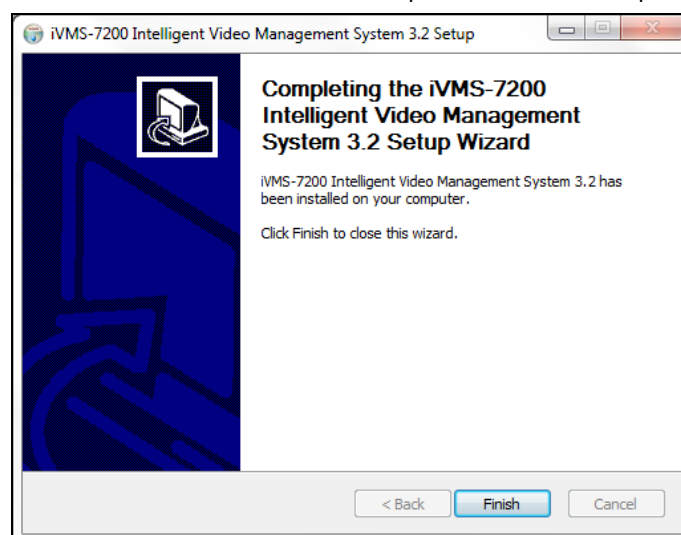 iVMS-7200 Intelligent Video Management System 3.2 Setup
Completing the iVMS-7200
Intelligent Video Management
System 3.2 Setup Wizard
iVMS-7200 Intelligent Video Management System 3.2 has
been installed on your computer.
Click Finish to close this wizard.
< Back
Finish
Cancel